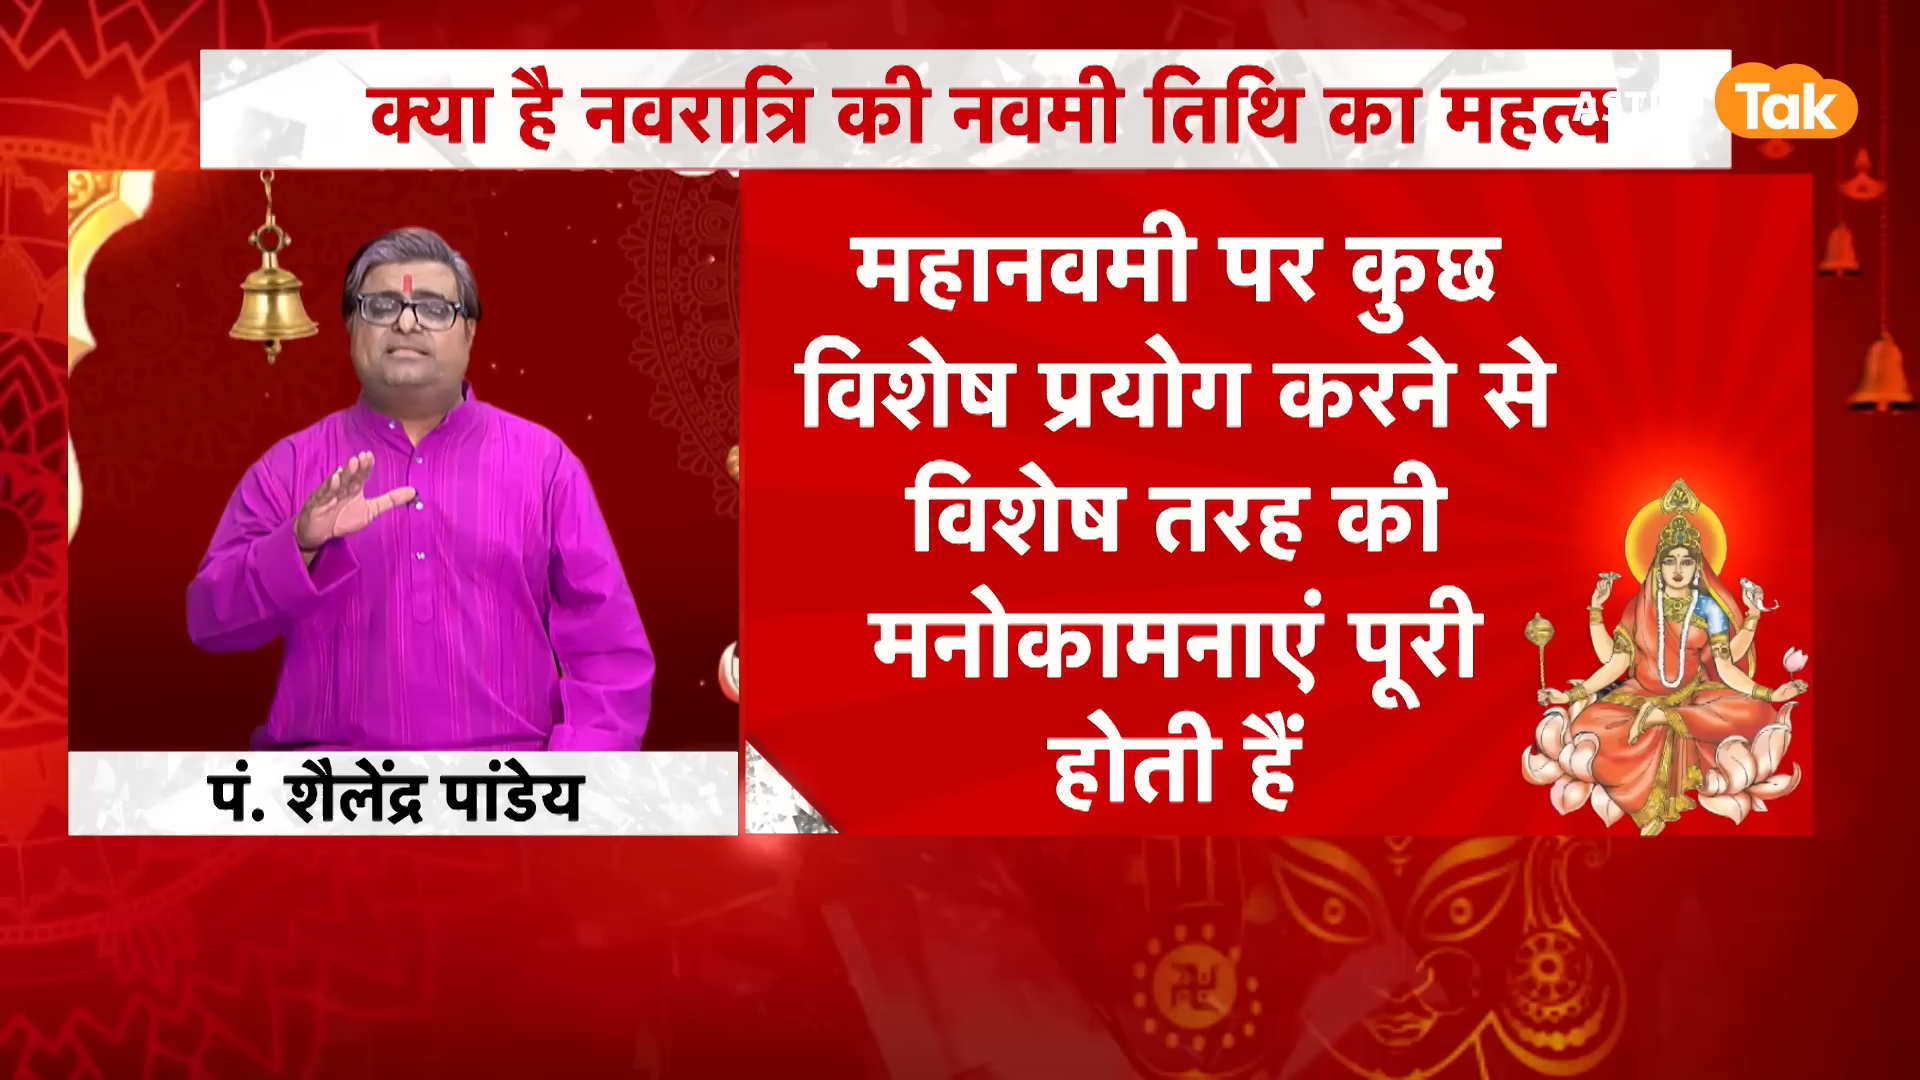 क्या है नवरात्रि की नवमी तिथि का महत्व
Tak
महानवमी पर कुछ
विशेष प्रयोग करने से
विशेष तरह की
मनोकामनाएं पूरी
होती हैं
पं. शैलेंद्र पांडेय